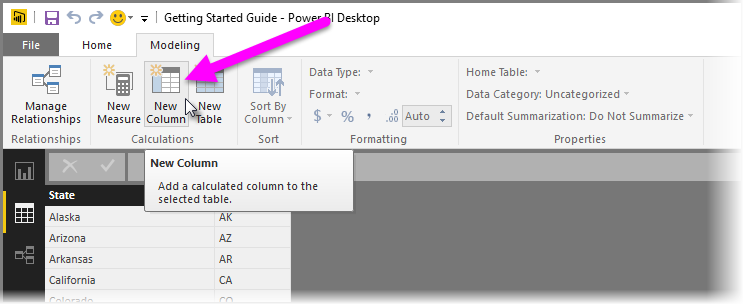 Getting Started Guide - Power BI Desktop
File Home Modeling
Manage Relationships
New Measure
New Column
New Table
Sort By Column
Data Type:
Format:
$ % , .00 Auto
Home Table:
Data Category: Uncategorized
Default Summarization: Do Not Summarize
Relationships Calculations Sort Formatting Properties
New Column
Add a calculated column to the
selected table.
State
Alaska AK
Arizona AZ
Arkansas AR
California CA
Colorado CO